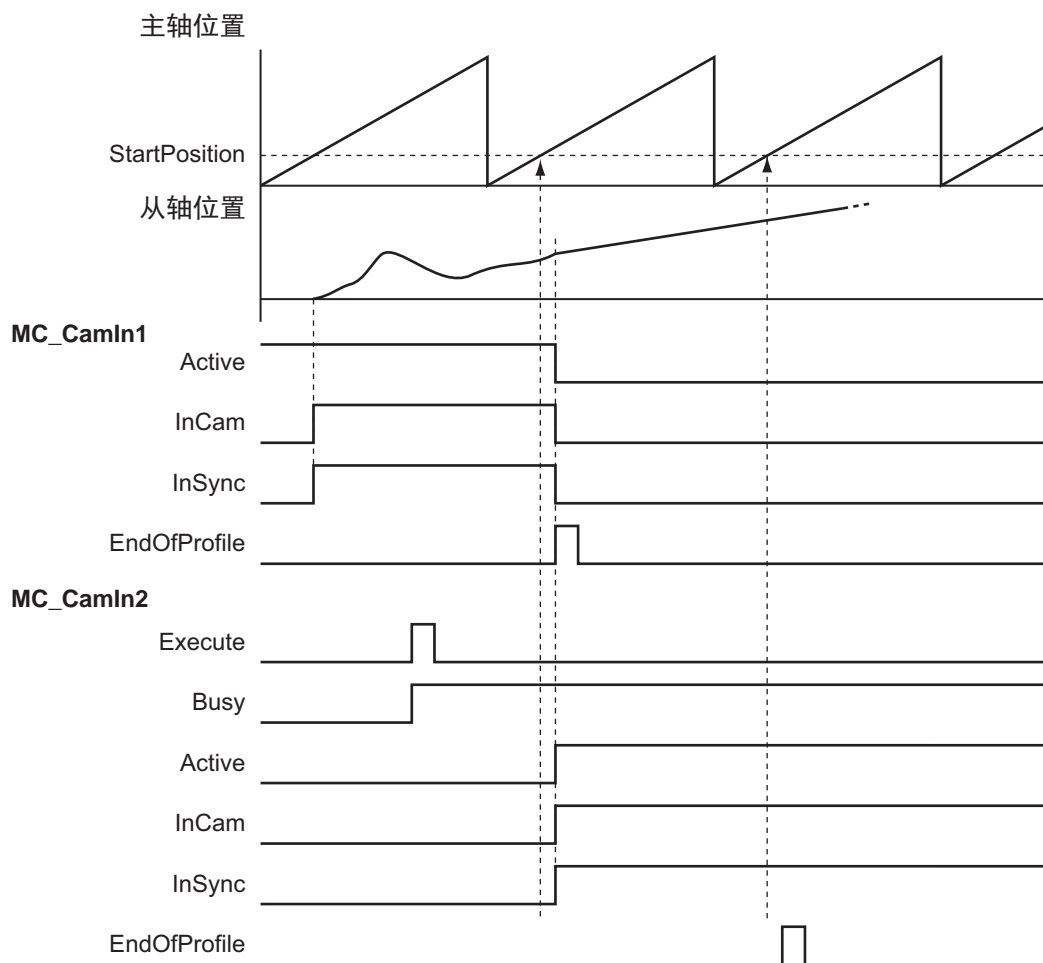 主轴位置
StartPosition
从轴位置
MC_CamIn1
Active
InCam
InSync
EndOfProfile
MC_CamIn2
Execute
Busy
Active
InCam
InSync
EndOfProfile